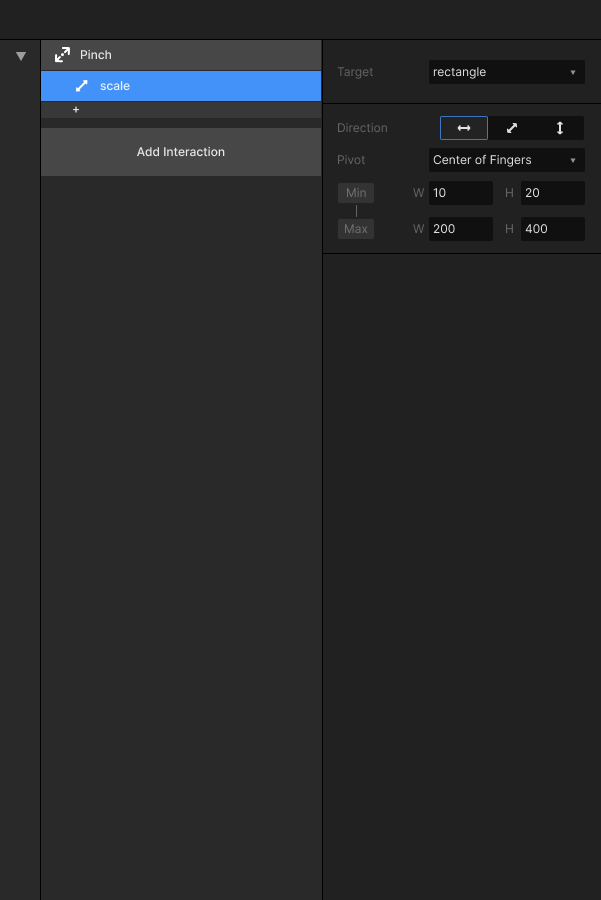 Pinch
scale
+
Add Interaction
Target rectangle
Direction
Pivot Center of Fingers
Min W 10 H 20
Max W 200 H 400